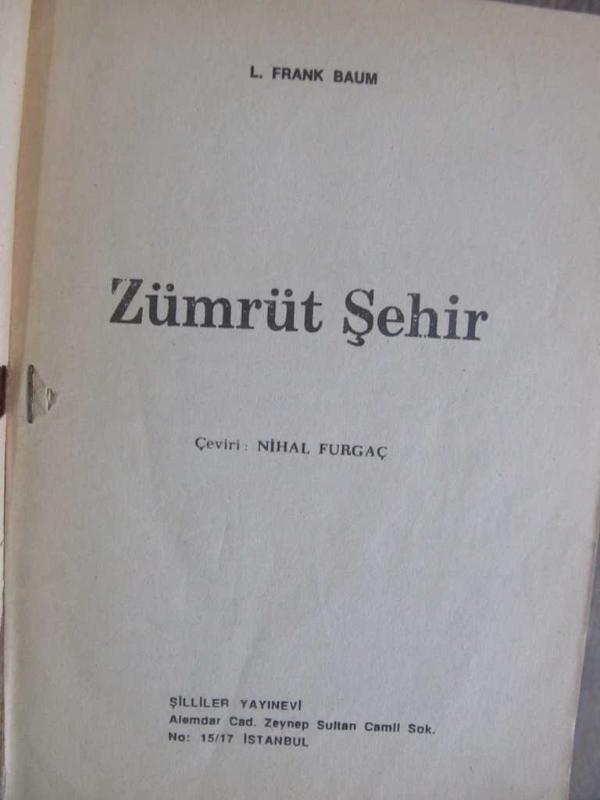 L. FRANK BAUM
Zümrüt Şehir
Çeviri: NİHAL FURGAÇ
ŞİLLİLER YAYINEVİ
Alemdar Cad. Zeynep Sultan Camii Sok.
No: 15/17 İSTANBUL